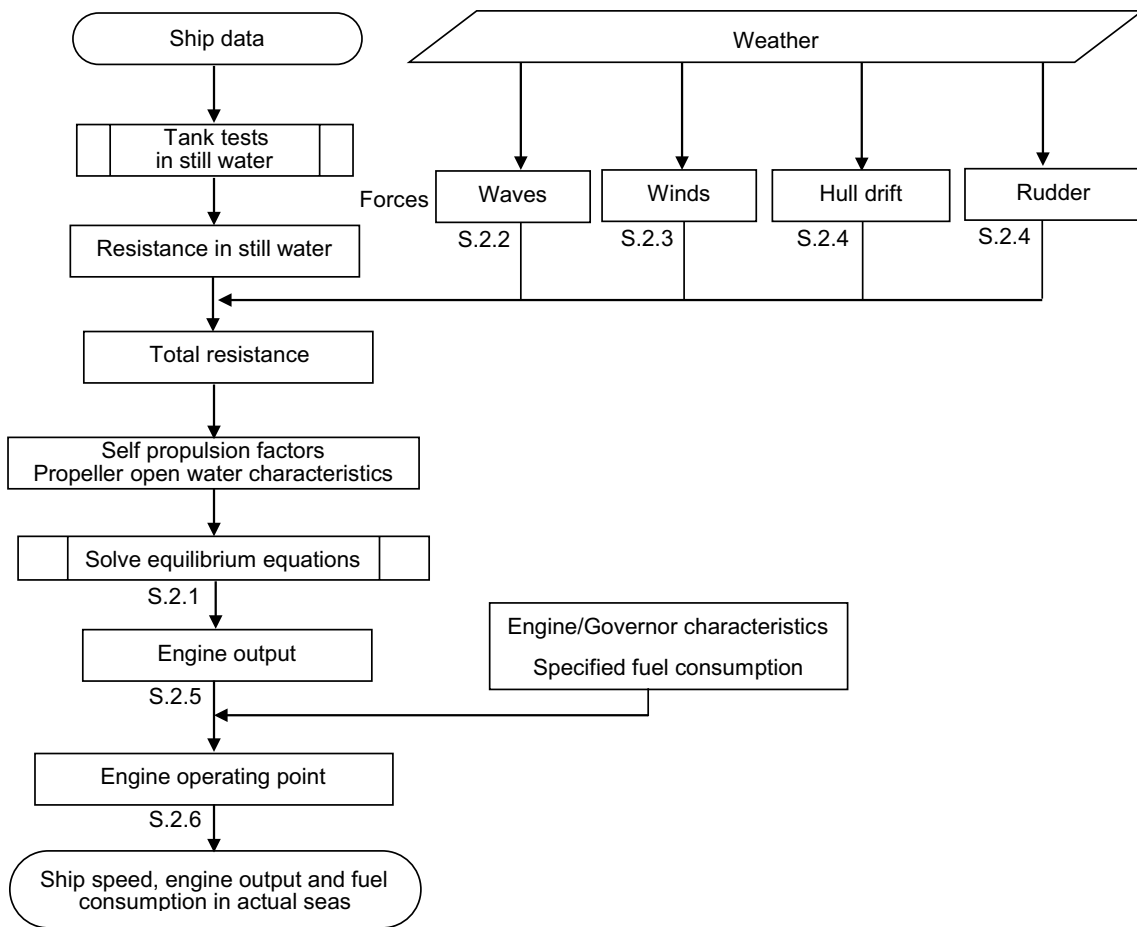 Ship data
Weather
Tank tests
in still water
Forces
Waves
Winds
Hull drift
Rudder
S.2.2
S.2.3
S.2.4
S.2.4
Resistance in still water
Total resistance
Self propulsion factors
Propeller open water characteristics
Solve equilibrium equations
S.2.1
Engine/Governor characteristics
Specified fuel consumption
Engine output
S.2.5
Engine operating point
S.2.6
Ship speed, engine output and fuel
consumption in actual seas